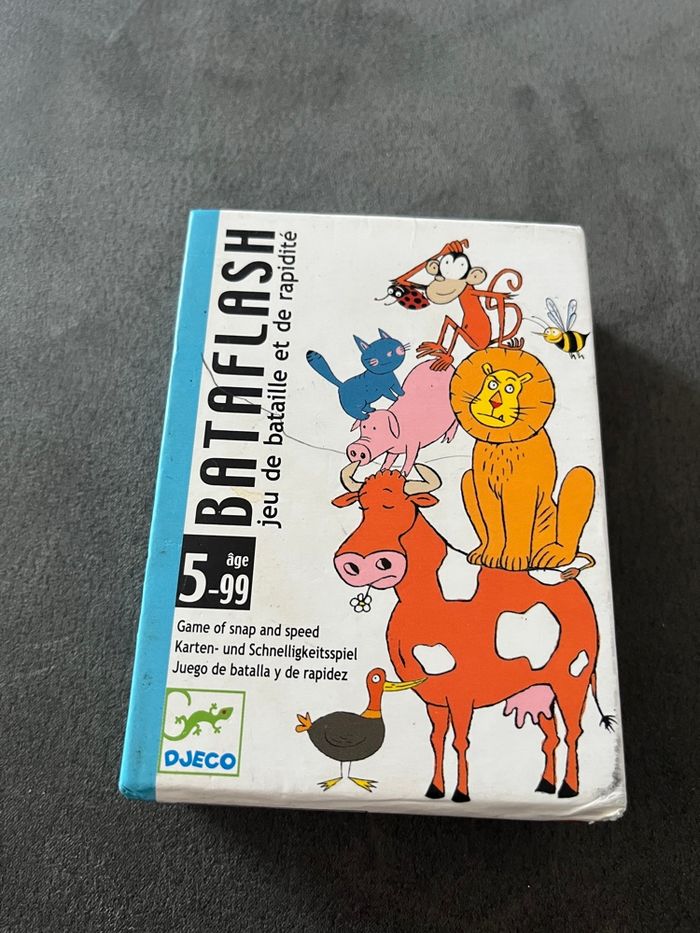 BATAFLASH
jeu de bataille et de rapidité
âge
5-99
Game of snap and speed
Karten- und Schnelligkeitsspiel
Juego de batalla y de rapidez
DJECO